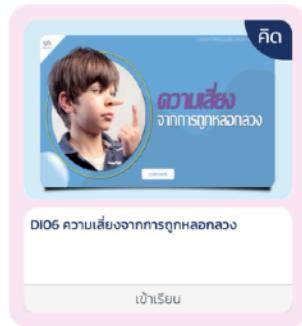 คิด
ความเสี่ยง
จากการถูกหลอกลวง
DI06 ความเสี่ยงจากการถูกหลอกลวง
เข้าเรียน